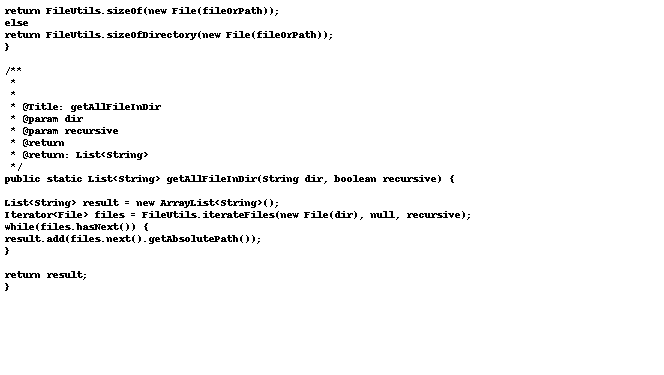 return FileUtils.sizeOf(new File(fileOrPath));
else
return FileUtils.sizeOfDirectory(new File(fileOrPath));
}
/**
*
*
* @Title: getAllFileInDir
* @param dir
* @param recursive
* @return
* @return: List<String>
*/
public static List<String> getAllFileInDir(String dir, boolean recursive) {
List<String> result = new ArrayList<String>();
Iterator<File> files = FileUtils.iterateFiles(new File(dir), null, recursive);
while(files.hasNext()) {
result.add(files.next().getAbsolutePath());
}
return result;
}